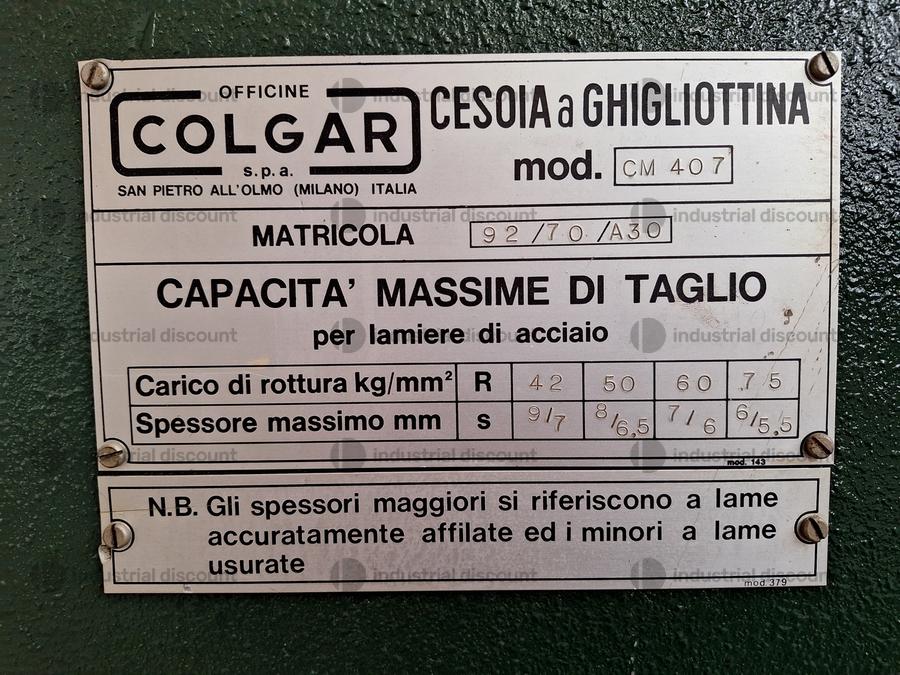 OFFICINE
COLGAR
s.p.a.
SAN PIETRO ALL'OLMO (MILANO) ITALIA
CESOIA a GHIGLIOTTINA
mod. CM 407
MATRICOLA 92/70/A30
CAPACITA' MASSIME DI TAGLIO
per lamiere di acciaio
Carico di rottura kg/mm² R 42 50 60 75
Spessore massimo mm s 9/7 8/6,5 7/6 6/5,5
mod. 143
N.B. Gli spessori maggiori si riferiscono a lame
accuratamente affilate ed i minori a lame
usurate
mod. 379
industrial discount